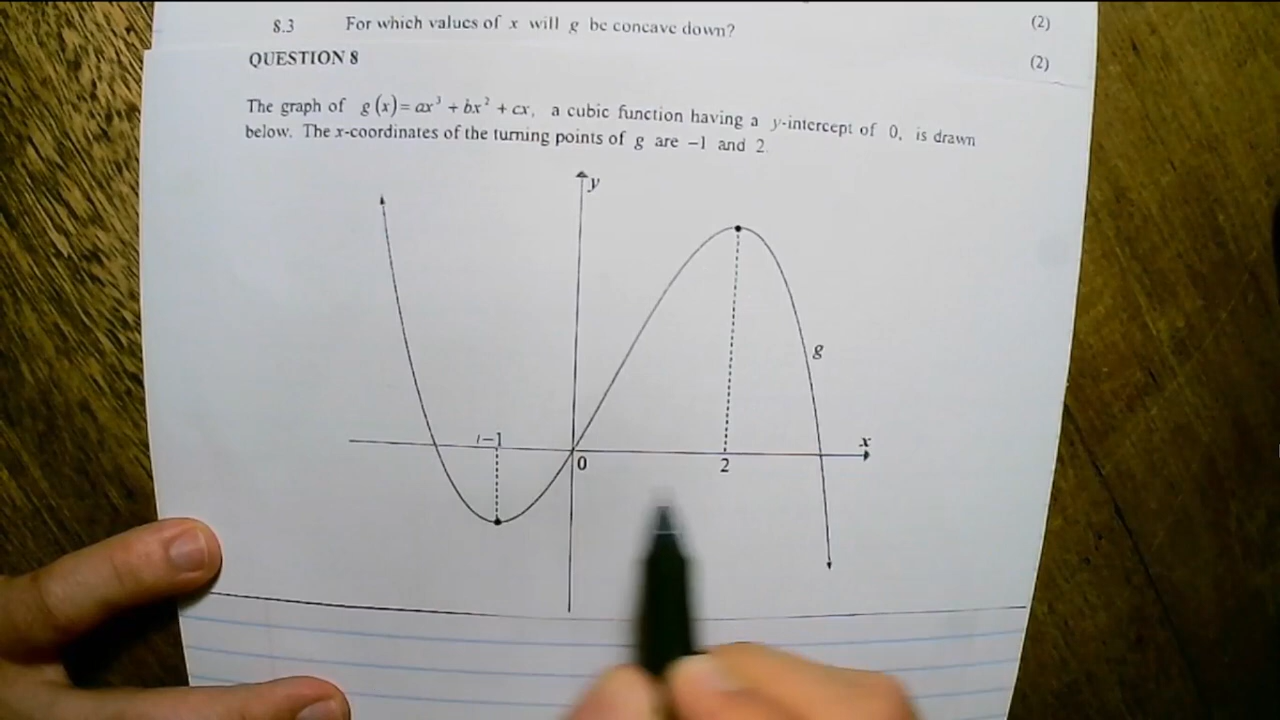 8.3 For which values of x will g be concave down? (2)
QUESTION 8 (2)
The graph of g(x) = ax³ + bx² + cx, a cubic function having a y-intercept of 0, is drawn
below. The x-coordinates of the turning points of g are −1 and 2.
y
g
−1
x
0
2